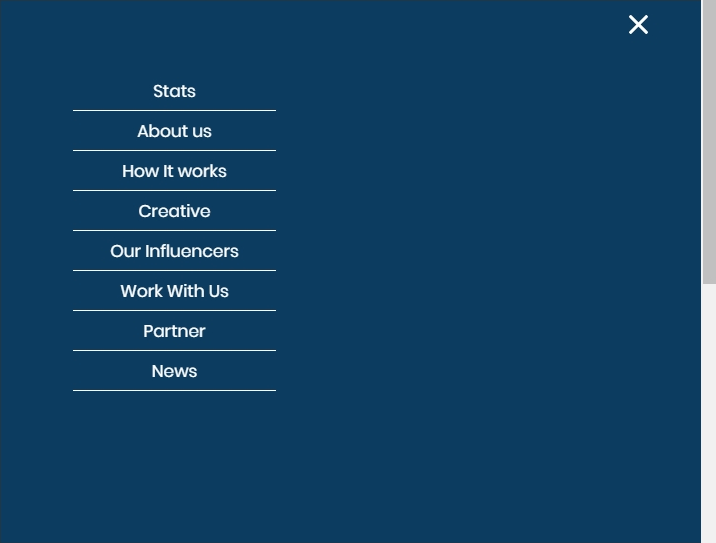 Stats
About us
How It works
Creative
Our Influencers
Work With Us
Partner
News